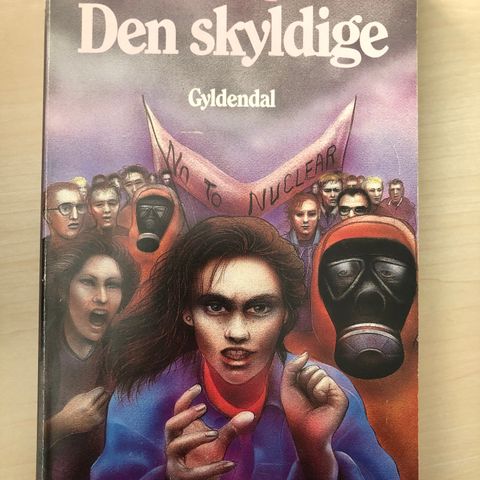 Den skyldige
Gyldendal
No To NUCLEAR